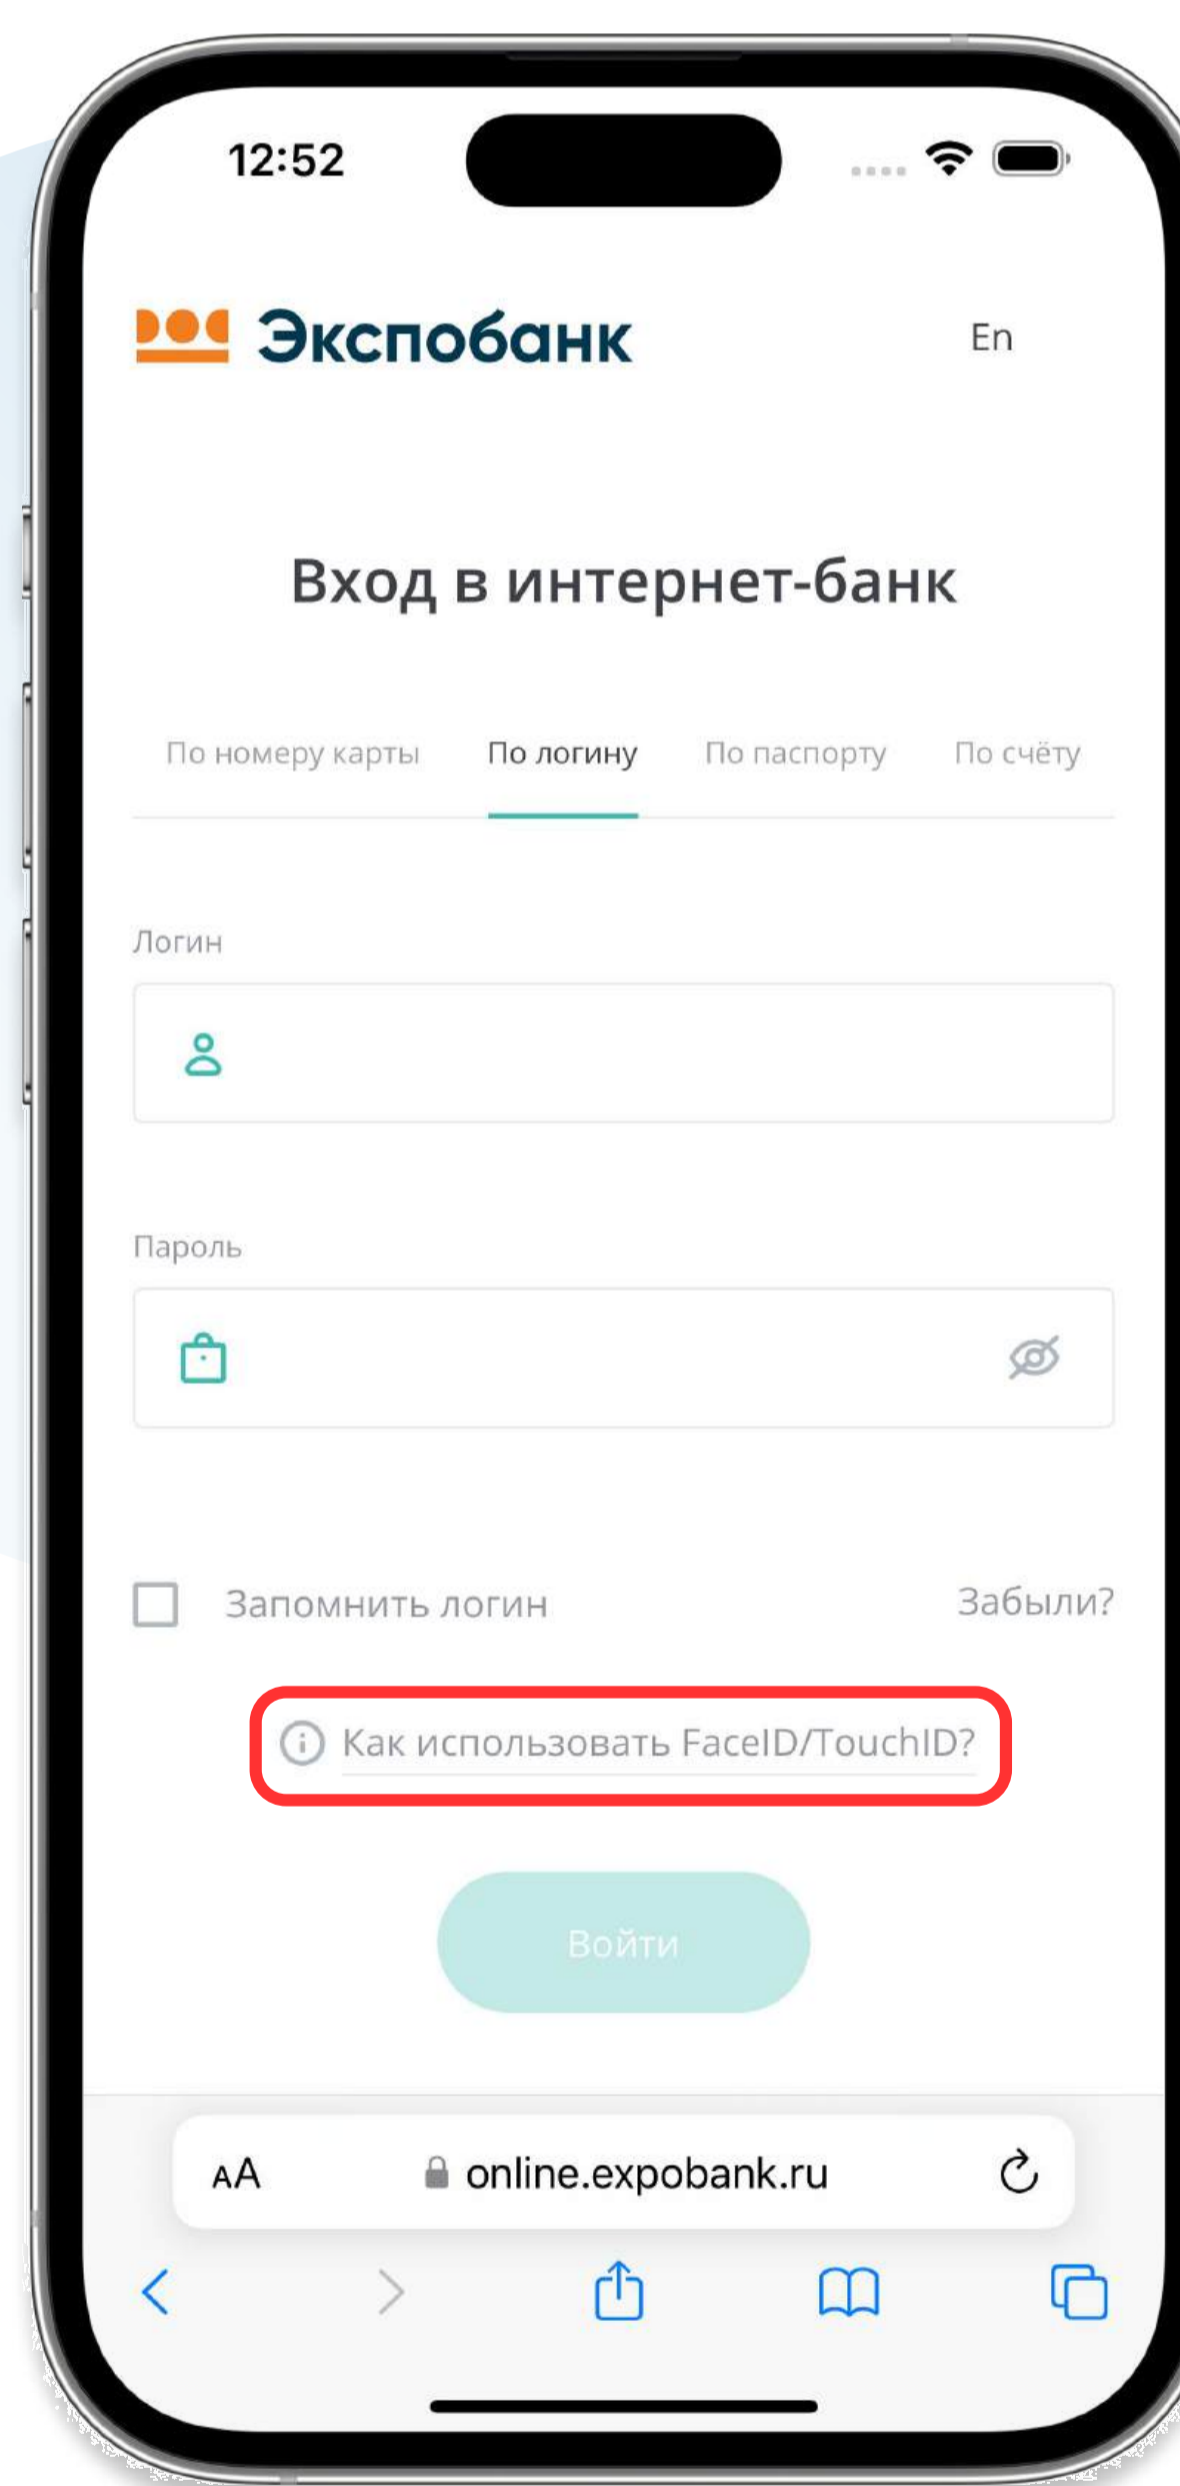 12:52
Экспобанк
En
Вход в интернет-банк
По номеру карты По логину По паспорту По счёту
Логин
Пароль
Запомнить логин Забыли?
Как использовать FaceID/TouchID?
Войти
AA online.expobank.ru